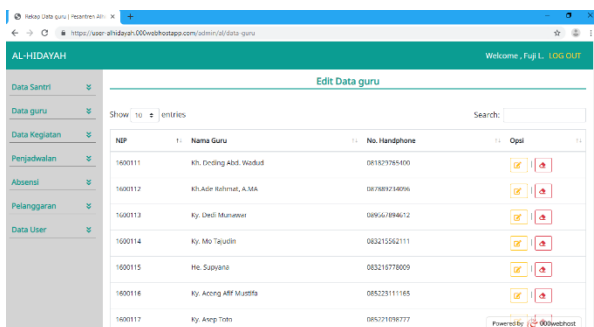 Rekap Data guru | Pesantren Alh
https://user-alhidayah.000webhostapp.com/admin/al/data-guru
AL-HIDAYAH
Welcome , Fuji L. LOG OUT
Edit Data guru
Data Santri
Data guru
Data Kegiatan
Penjadwalan
Absensi
Pelanggaran
Data User
Show 10 entries
Search:
NIP Nama Guru No. Handphone Opsi
1600111 Kh. Deding Abd. Wadud 081829765400
1600112 Kh.Ade Rahmat, A.MA
1600113 Ky. Dedi Munawar 089567894612
1600114 Ky. Mo Tajudin 083215562111
1600115 He. Supyana 083216778009
1600116 Ky. Aceng Afif Mustifa 085223111165
1600117 Ky. Asep Toto
Powered by 000webhost